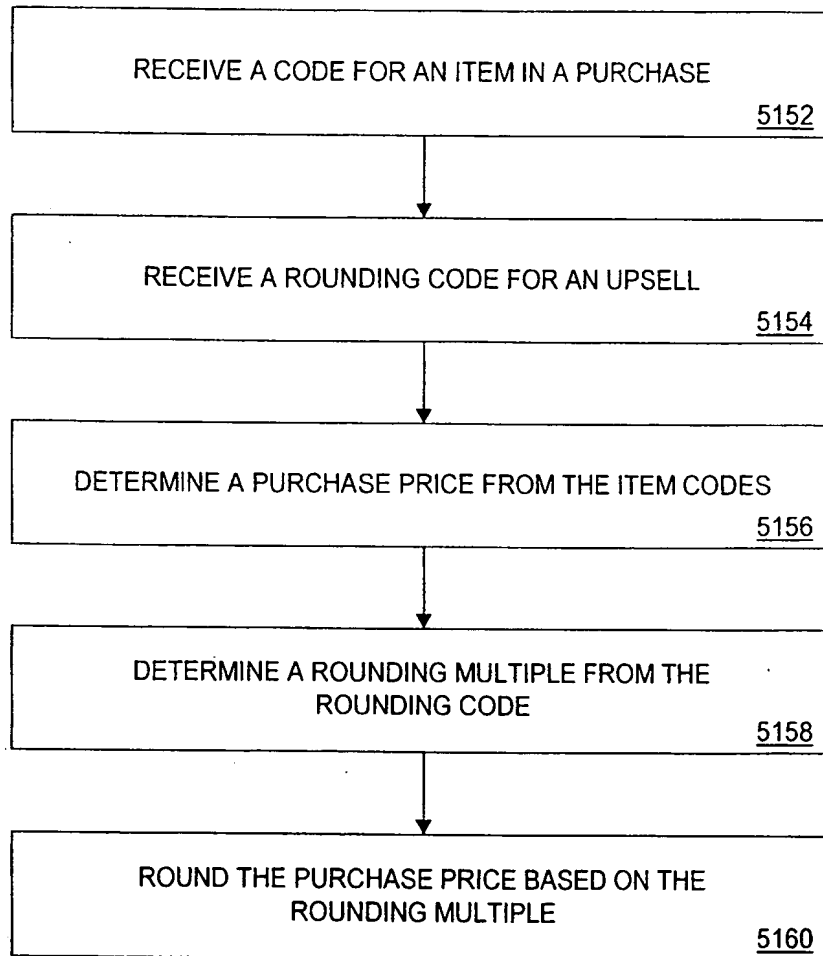 RECEIVE A CODE FOR AN ITEM IN A PURCHASE
5152
RECEIVE A ROUNDING CODE FOR AN UPSELL
5154
DETERMINE A PURCHASE PRICE FROM THE ITEM CODES
5156
DETERMINE A ROUNDING MULTIPLE FROM THE
ROUNDING CODE
5158
ROUND THE PURCHASE PRICE BASED ON THE
ROUNDING MULTIPLE
5160